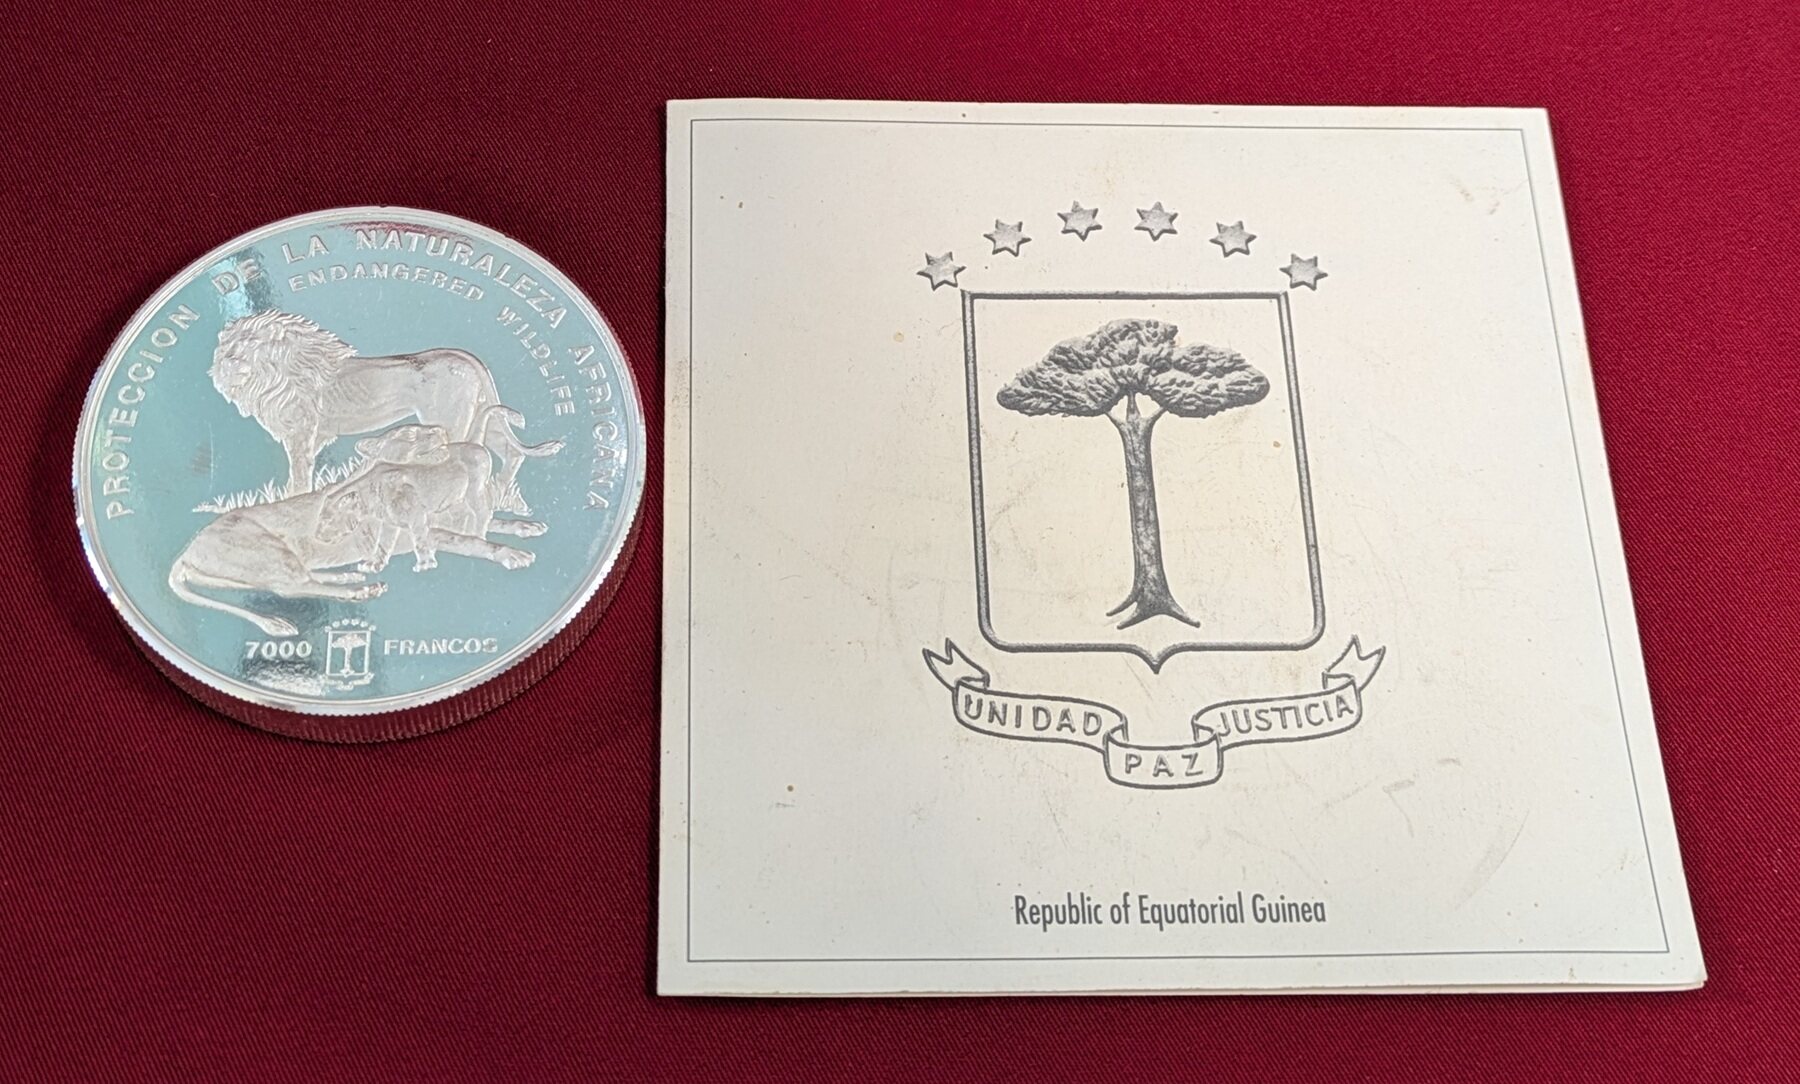 PROTECCION DE LA NATURALEZA AFRICANA
ENDANGERED WILDLIFE
7000 FRANCOS
UNIDAD PAZ JUSTICIA
Republic of Equatorial Guinea